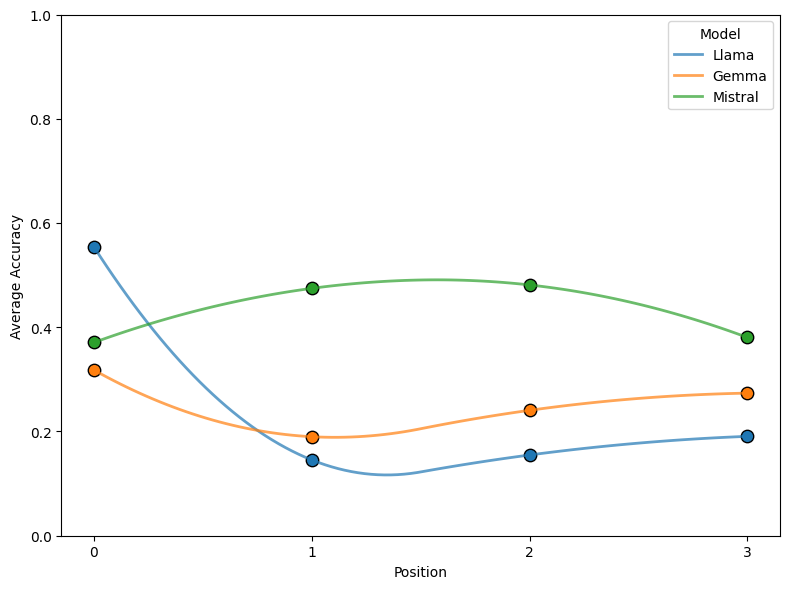 1.0
0.8
0.6
0.4
0.2
0.0
Average Accuracy
Model
Llama
Gemma
Mistral
0 1 2 3
Position